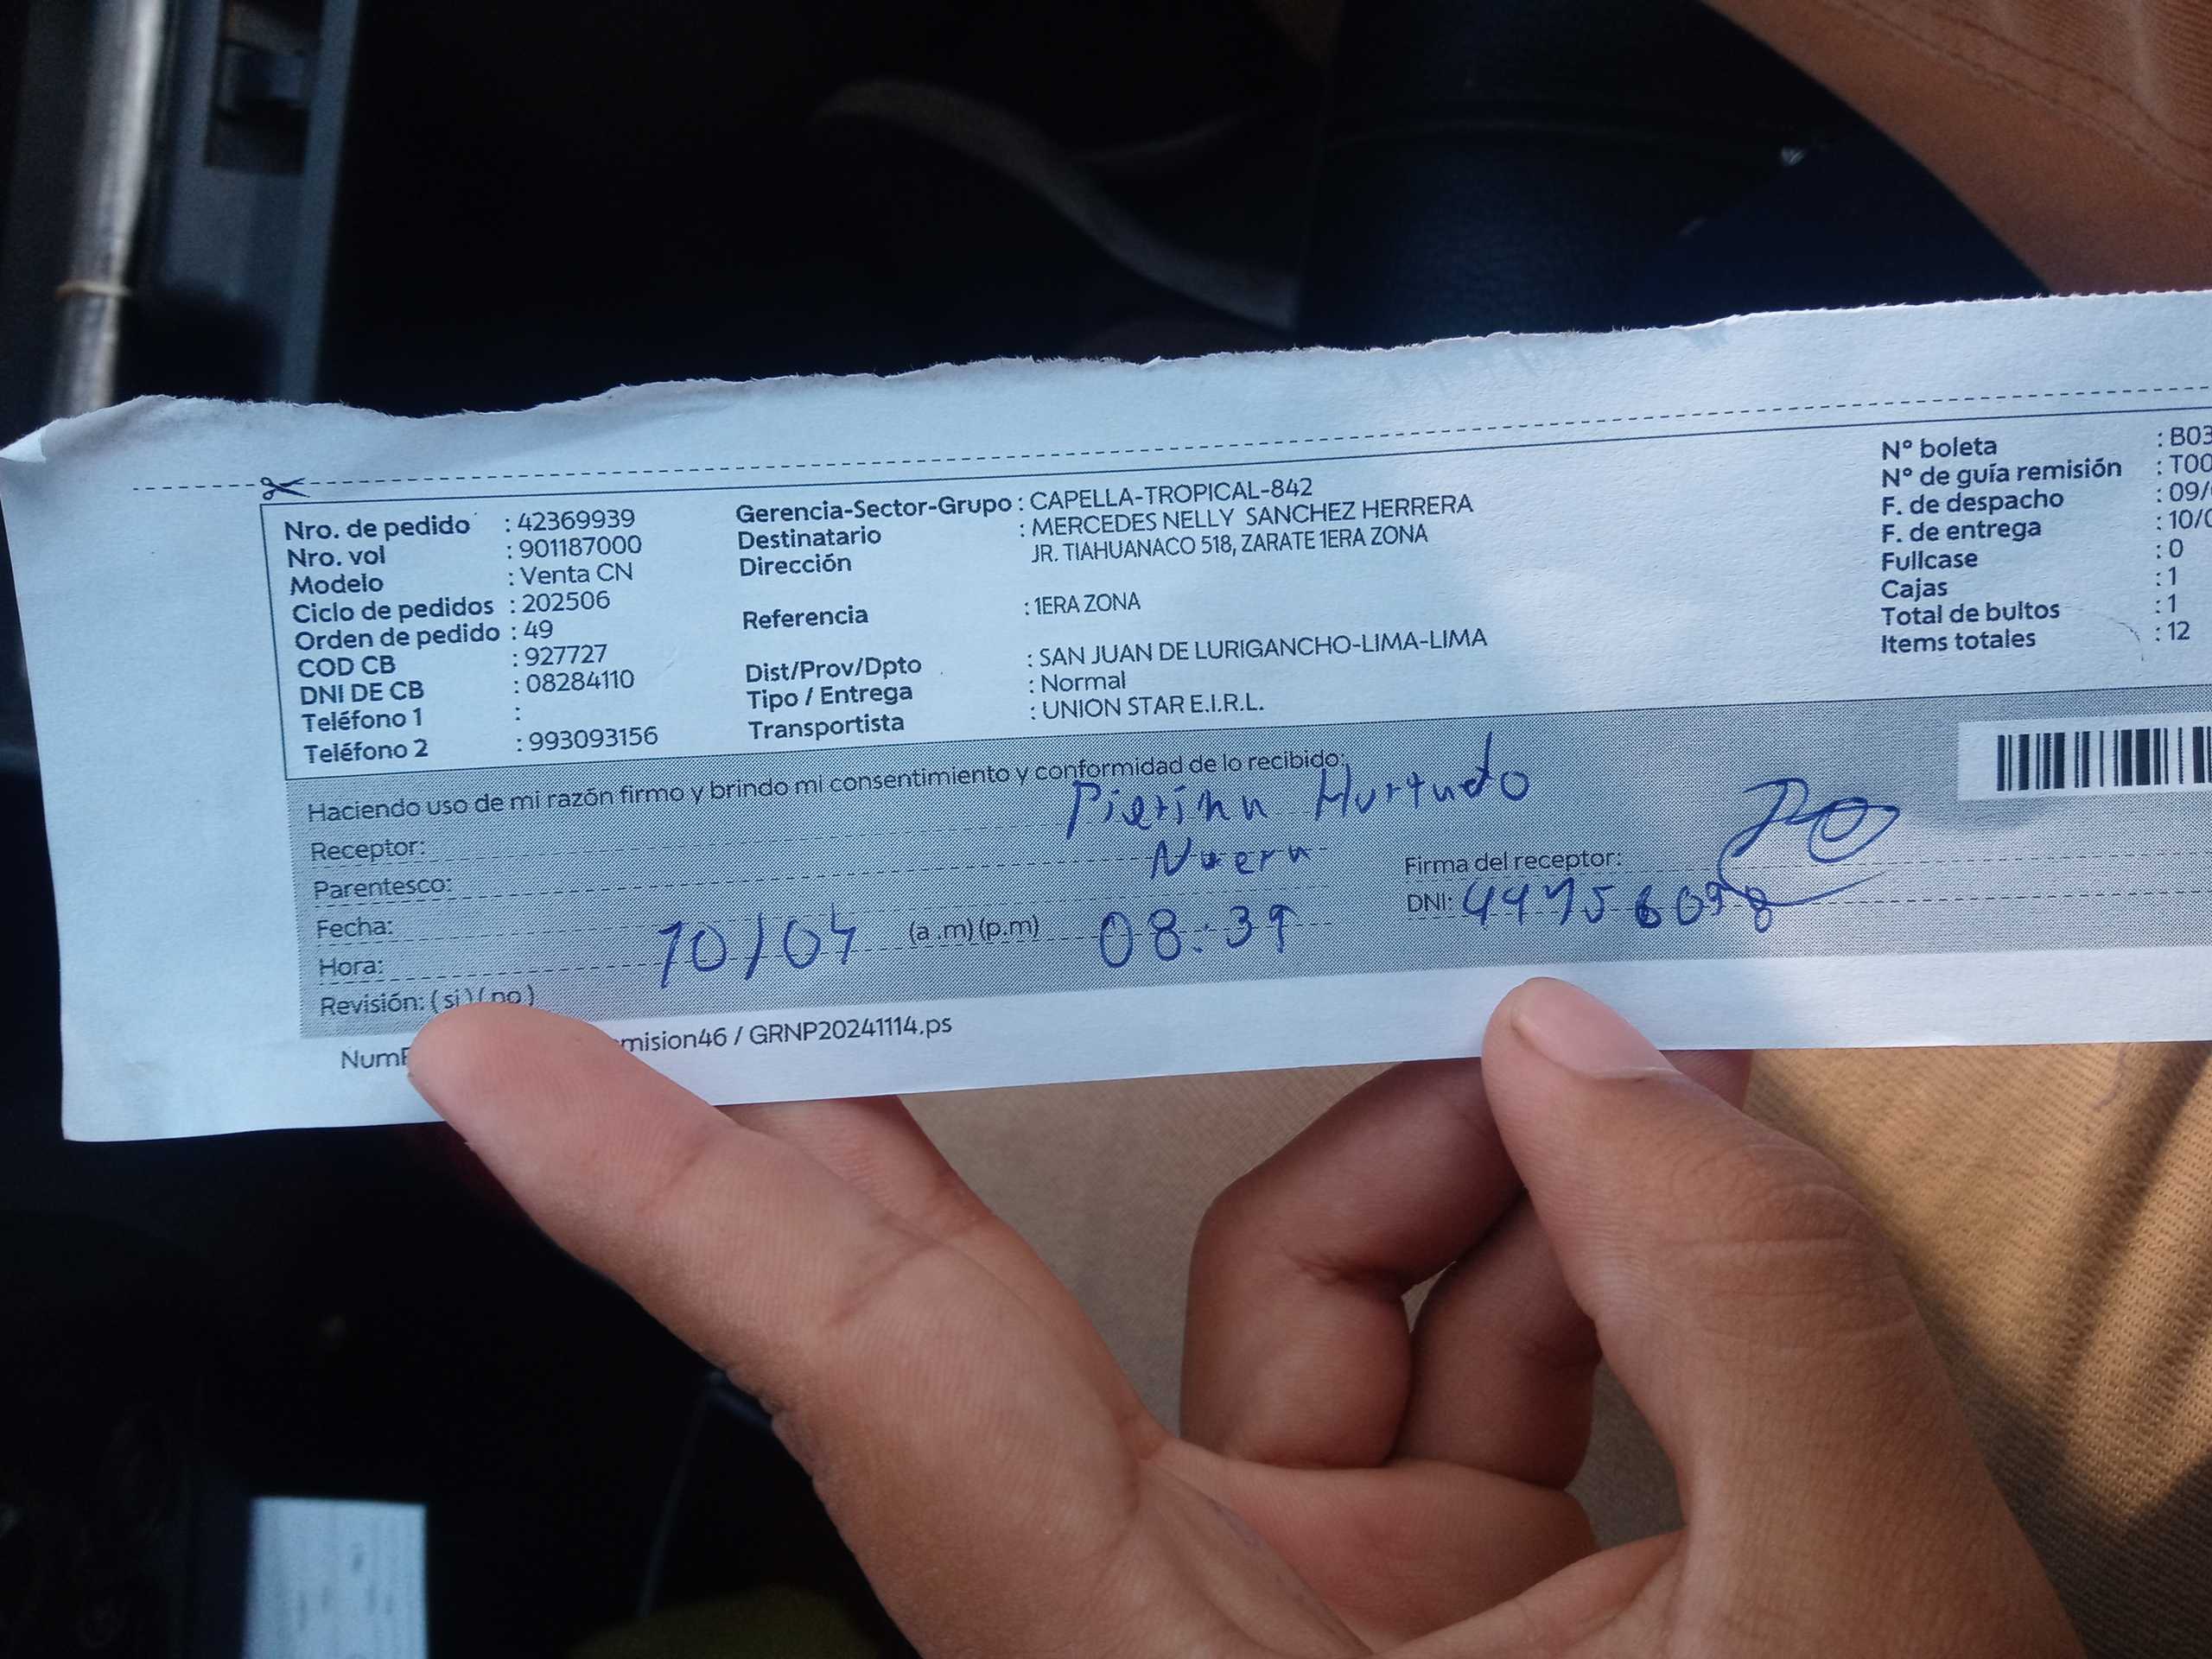 Nro. de pedido : 42369939
Nro. vol : 901187000
Modelo : Venta CN
Ciclo de pedidos : 202506
Orden de pedido : 49
COD CB : 927727
DNI DE CB : 08284110
Teléfono 1 :
Teléfono 2 : 993093156
Gerencia-Sector-Grupo : CAPELLA-TROPICAL-842
Destinatario : MERCEDES NELLY SANCHEZ HERRERA
Dirección JR. TIAHUANACO 518, ZARATE 1ERA ZONA
Referencia : 1ERA ZONA
Dist/Prov/Dpto : SAN JUAN DE LURIGANCHO-LIMA-LIMA
Tipo / Entrega : Normal
Transportista : UNION STAR E.I.R.L.
N° boleta : B03
N° de guía remisión : T00
F. de despacho : 09/
F. de entrega : 10/0
Fullcase : 0
Cajas : 1
Total de bultos : 1
Items totales : 12
Haciendo uso de mi razón firmo y brindo mi consentimiento y conformidad de lo recibido:
Receptor: Pierina Hurtado
Parentesco: Nuera
Firma del receptor:
Fecha: 10/04
(a.m)(p.m) 08:39
DNI: 44756098
Hora:
Revisión: (si) (no)
NumE mision46 / GRNP20241114.ps